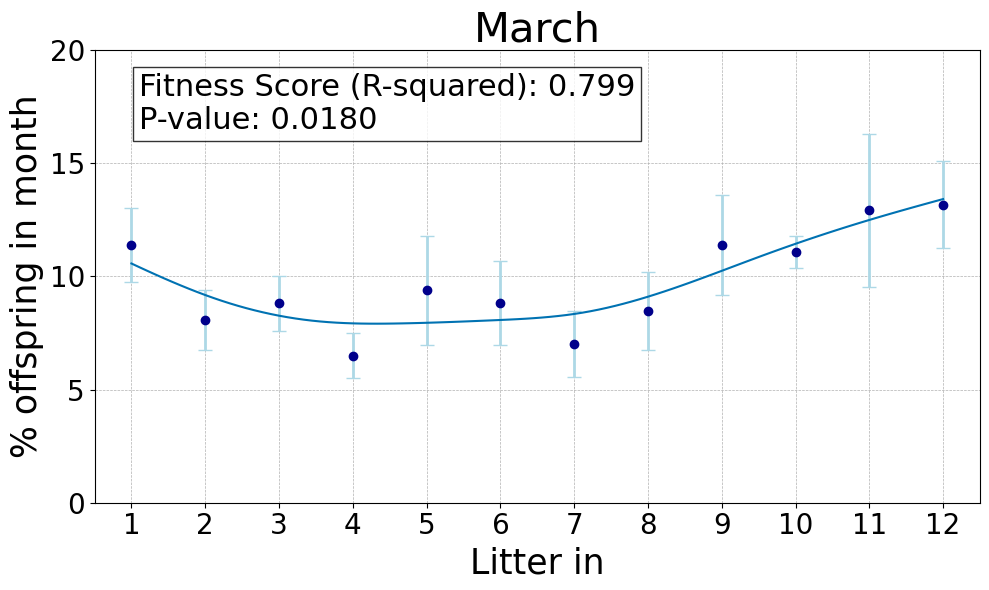 March
Fitness Score (R-squared): 0.799
P-value: 0.0180
% offspring in month
20
15
10
5
0
1 2 3 4 5 6 7 8 9 10 11 12
Litter in